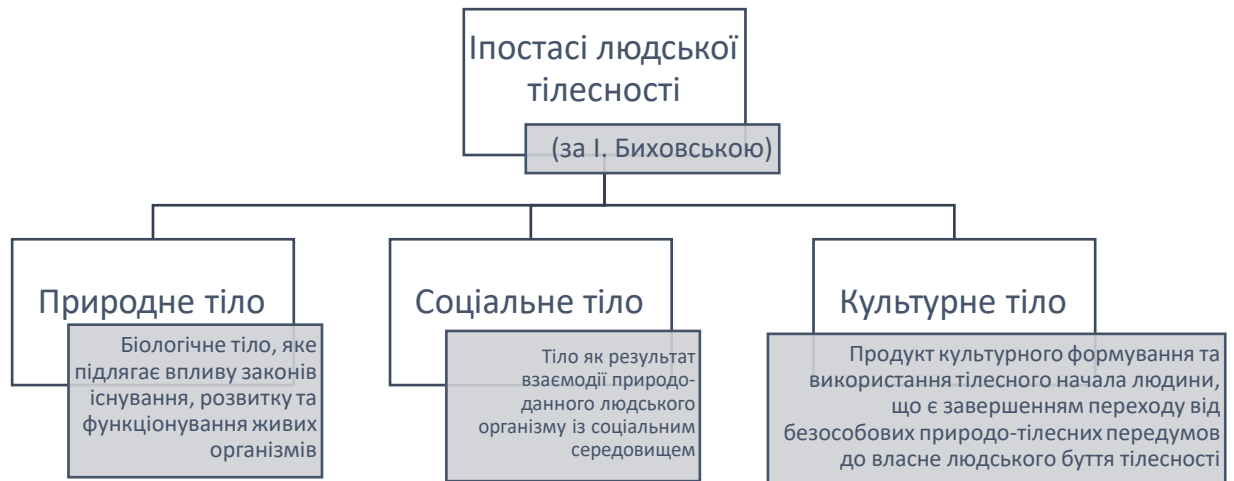 Іпостасі людської
тілесності
(за І. Биховською)
Природне тіло
Біологічне тіло, яке
підлягає впливу законів
існування, розвитку та
функціонування живих
організмів
Соціальне тіло
Тіло як результат
взаємодії природо-
данного людського
організму із соціальним
середовищем
Культурне тіло
Продукт культурного формування та
використання тілесного начала людини,
що є завершенням переходу від
безособових природо-тілесних передумов
до власне людського буття тілесності